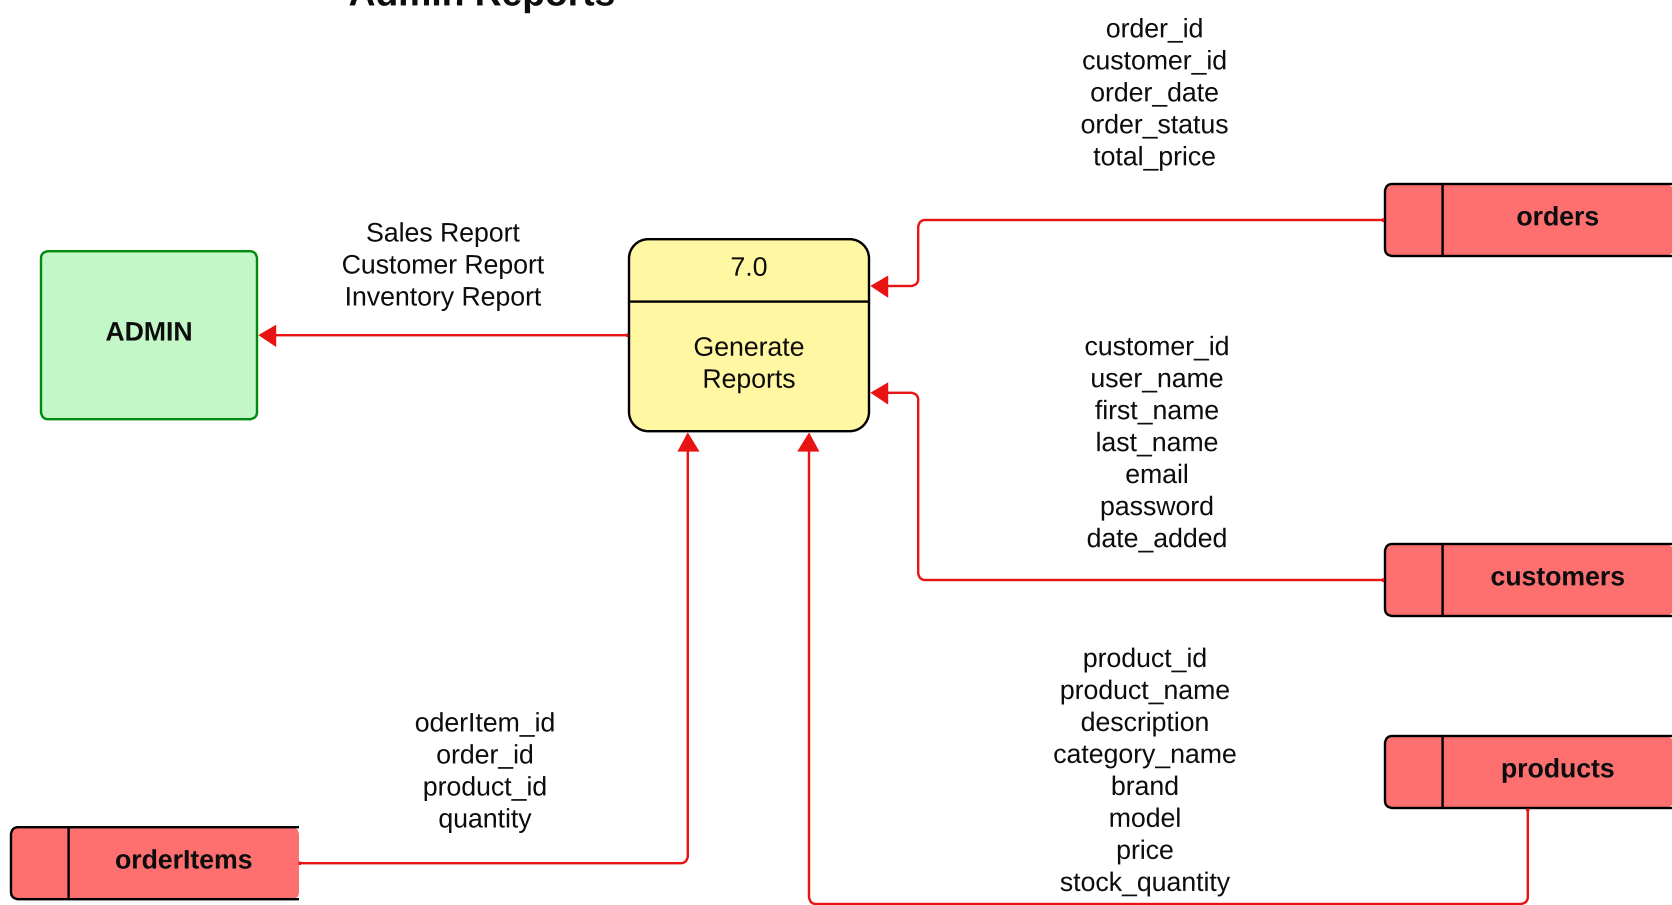 Admin Reports
order_id
customer_id
order_date
order_status
total_price
orders
Sales Report
Customer Report
Inventory Report
7.0
Generate
Reports
ADMIN
customer_id
user_name
first_name
last_name
email
password
date_added
customers
product_id
product_name
description
category_name
brand
model
price
stock_quantity
products
oderItem_id
order_id
product_id
quantity
orderItems